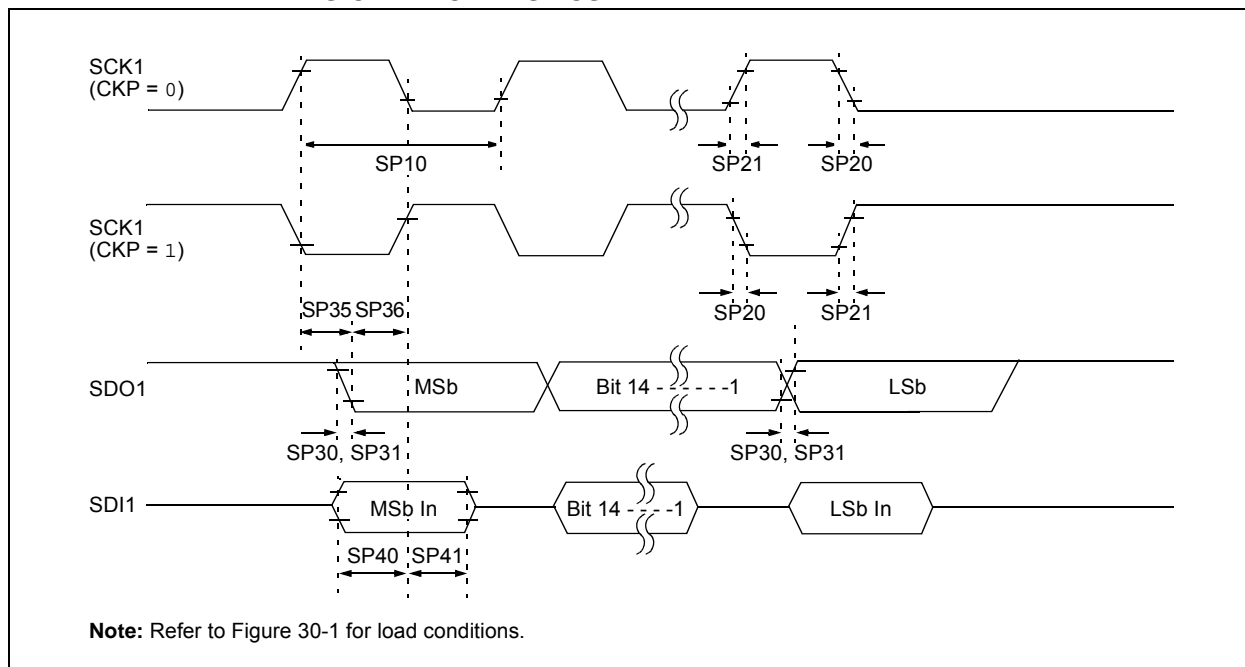 SCK1
(CKP = 0)
SP10
SP21
SP20
SCK1
(CKP = 1)
SP35
SP36
SP20
SP21
SDO1
MSb
Bit 14 - - - - - -1
LSb
SP30, SP31
SP30, SP31
SDI1
MSb In
Bit 14 - - - -1
LSb In
SP40
SP41
Note: Refer to Figure 30-1 for load conditions.